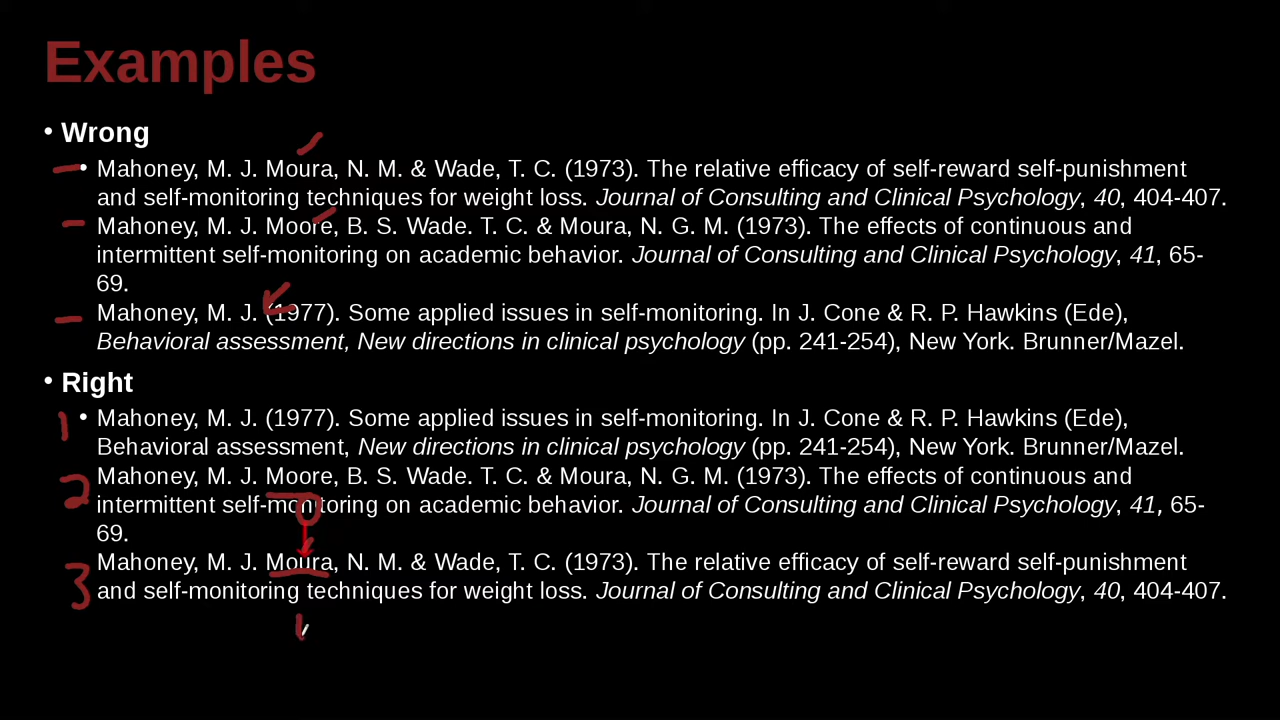 Examples
• Wrong
• Mahoney, M. J. Moura, N. M. & Wade, T. C. (1973). The relative efficacy of self-reward self-punishment
and self-monitoring techniques for weight loss. Journal of Consulting and Clinical Psychology, 40, 404-407.
Mahoney, M. J. Moore, B. S. Wade. T. C. & Moura, N. G. M. (1973). The effects of continuous and
intermittent self-monitoring on academic behavior. Journal of Consulting and Clinical Psychology, 41, 65-
69.
Mahoney, M. J. (1977). Some applied issues in self-monitoring. In J. Cone & R. P. Hawkins (Ede),
Behavioral assessment, New directions in clinical psychology (pp. 241-254), New York. Brunner/Mazel.
• Right
1 • Mahoney, M. J. (1977). Some applied issues in self-monitoring. In J. Cone & R. P. Hawkins (Ede),
Behavioral assessment, New directions in clinical psychology (pp. 241-254), New York. Brunner/Mazel.
2 Mahoney, M. J. Moore, B. S. Wade. T. C. & Moura, N. G. M. (1973). The effects of continuous and
intermittent self-monitoring on academic behavior. Journal of Consulting and Clinical Psychology, 41, 65-
69.
3 Mahoney, M. J. Moura, N. M. & Wade, T. C. (1973). The relative efficacy of self-reward self-punishment
and self-monitoring techniques for weight loss. Journal of Consulting and Clinical Psychology, 40, 404-407.